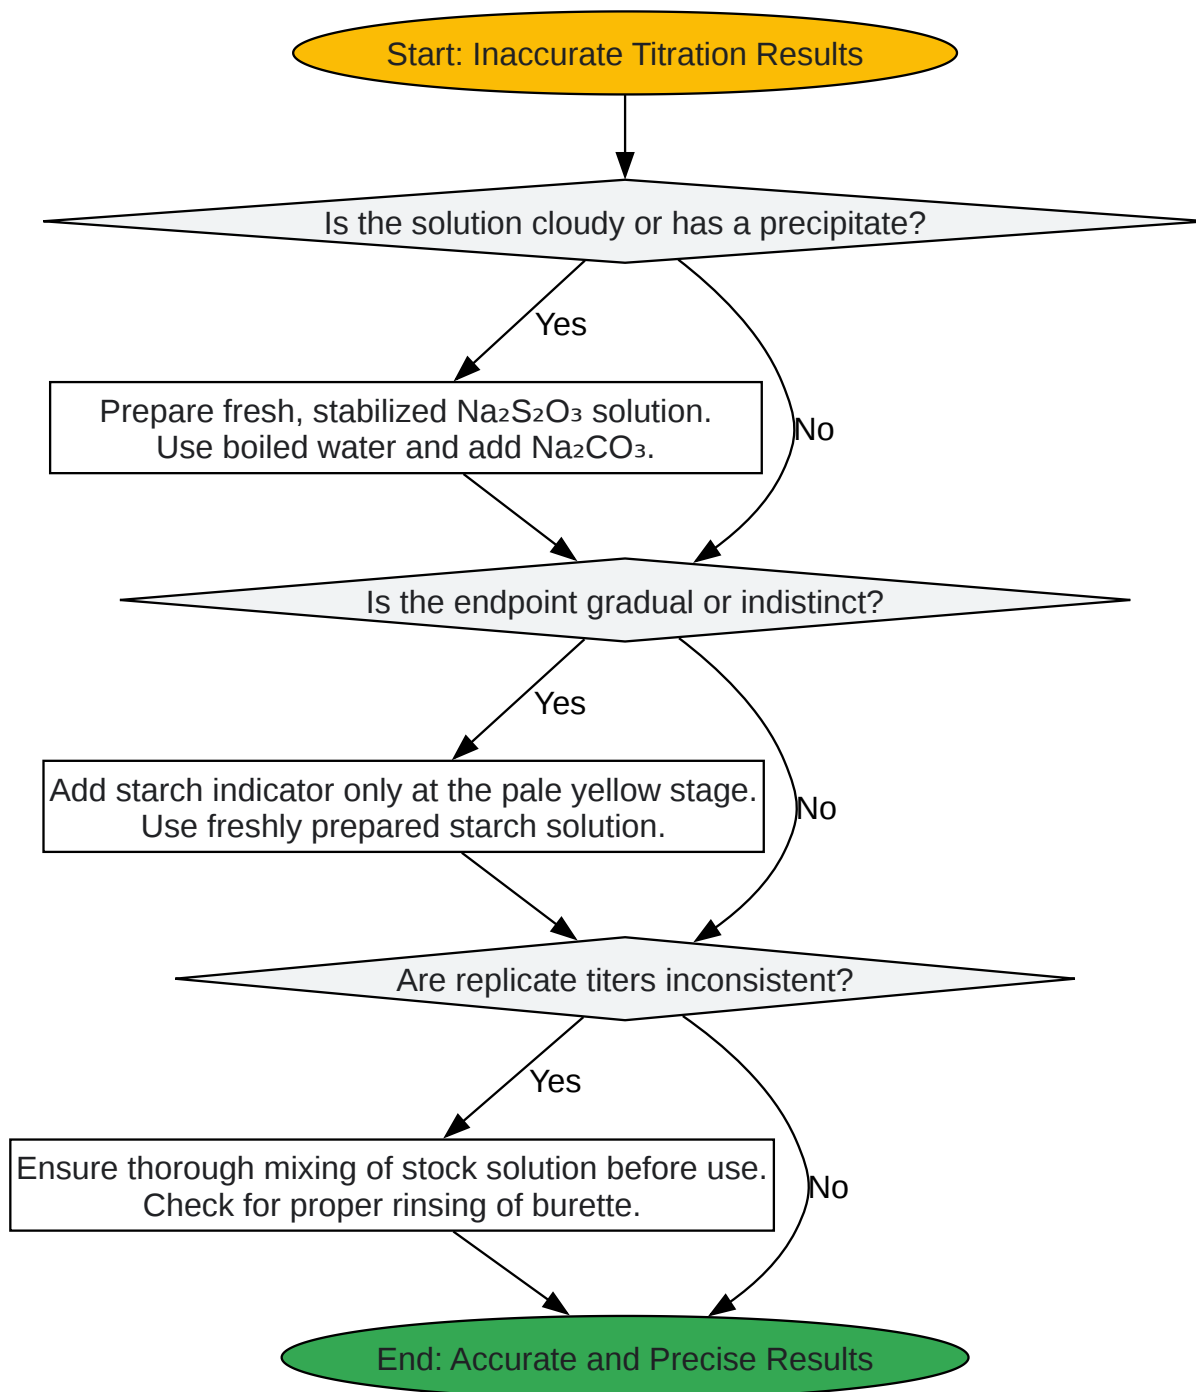 Start: Inaccurate Titration Results
Is the solution cloudy or has a precipitate?
Yes
Prepare fresh, stabilized Na₂S₂O₃ solution.
Use boiled water and add Na₂CO₃.
No
Is the endpoint gradual or indistinct?
Yes
Add starch indicator only at the pale yellow stage.
Use freshly prepared starch solution.
No
Are replicate titers inconsistent?
Yes
Ensure thorough mixing of stock solution before use.
Check for proper rinsing of burette.
No
End: Accurate and Precise Results